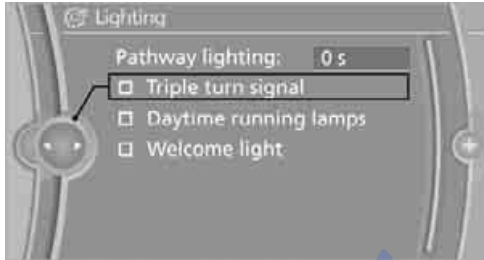 Lighting
Pathway lighting: 0 s
Triple turn signal
Daytime running lamps
Welcome light